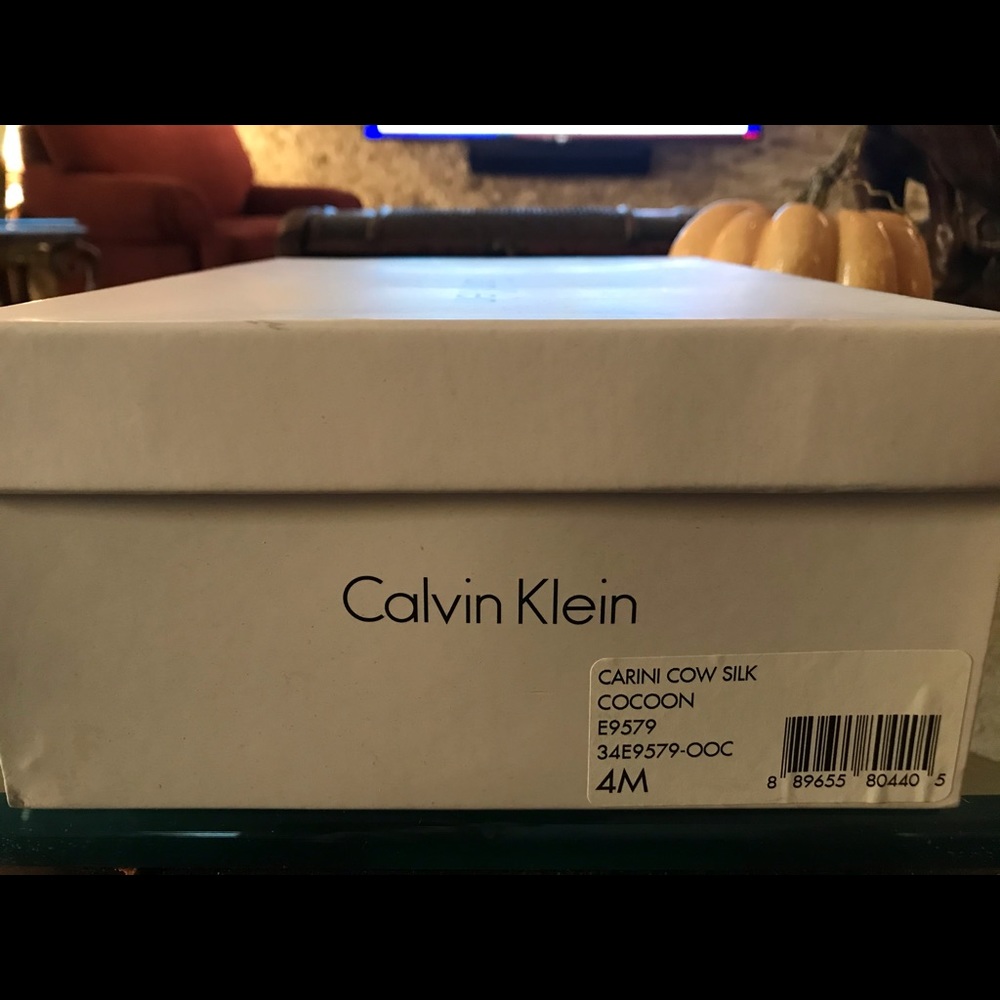 Calvin Klein
CARINI COW SILK
COCOON
E9579
34E9579-OOC
4M
8 89655 80440 5